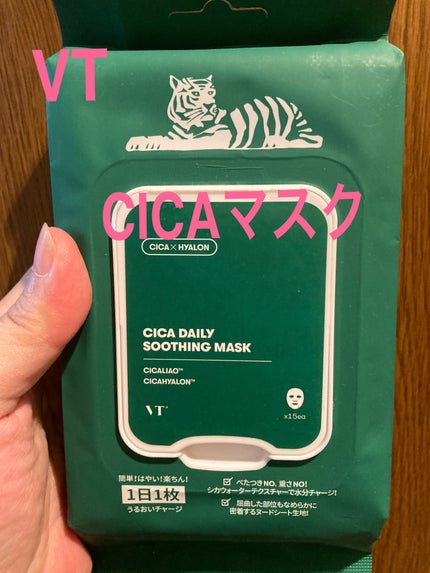 VT
CICAマスク
CICA×HYALON
CICA DAILY
SOOTHING MASK
CICALIAO™
CICAHYALON™
VT®
x15ea
簡単!はやい!楽ちん!
1日1枚
うるおいチャージ
べたつきNO, 重さNO!
シカウォーターテクスチャーで水分チャージ!
屈曲した部位もなめらかに
密着するヌードシート生地!